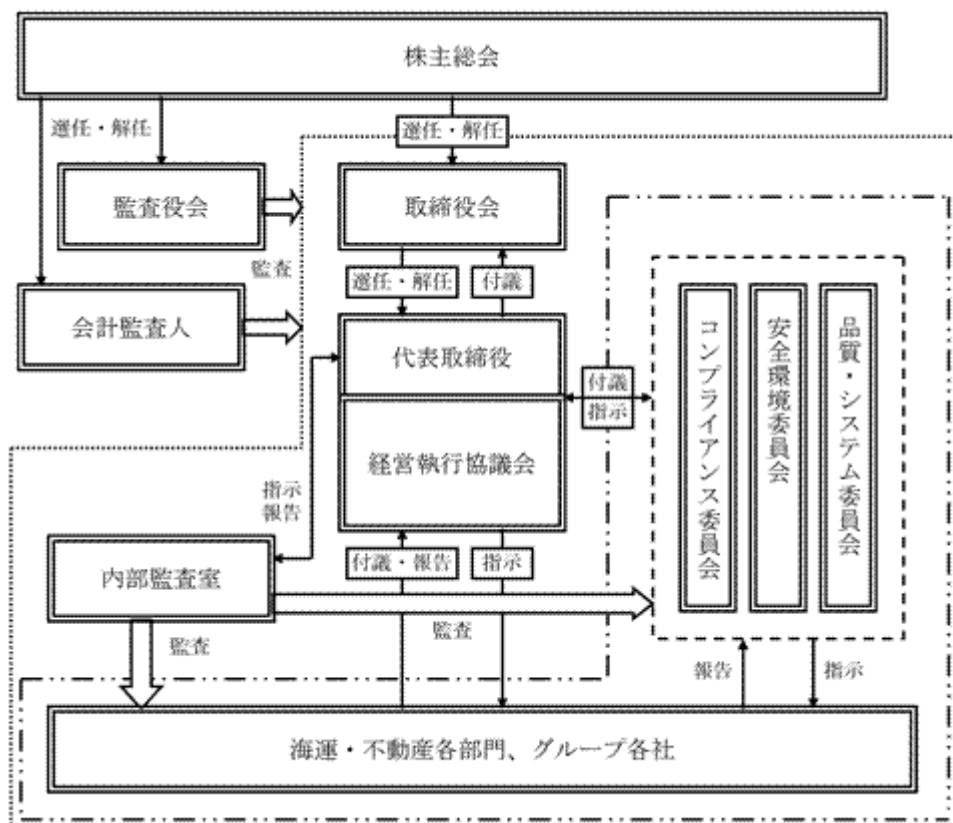 株主総会
選任・解任
選任・解任
監査役会
取締役会
監査
選任・解任
付議
会計監査人
代表取締役
経営執行協議会
付議
指示
コンプライアンス委員会
安全環境委員会
品質・システム委員会
指示
報告
内部監査室
付議・報告
指示
監査
監査
報告
指示
海運・不動産各部門、グループ各社